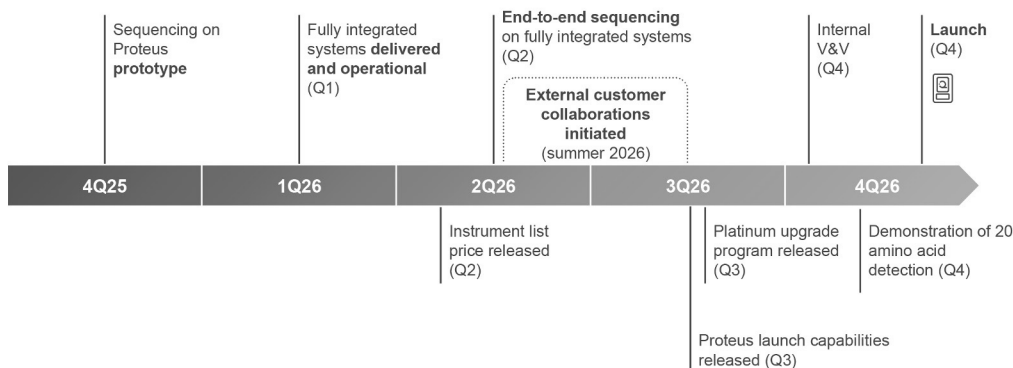 Sequencing on
Proteus
prototype
Fully integrated
systems delivered
and operational
(Q1)
End-to-end sequencing
on fully integrated systems
(Q2)
External customer
collaborations
initiated
(summer 2026)
Internal
V&V
(Q4)
Launch
(Q4)
Q
4Q25
1Q26
2Q26
3Q26
4Q26
Instrument list
price released
(Q2)
Platinum upgrade
program released
(Q3)
Demonstration of 20
amino acid
detection (Q4)
Proteus launch capabilities
released (Q3)